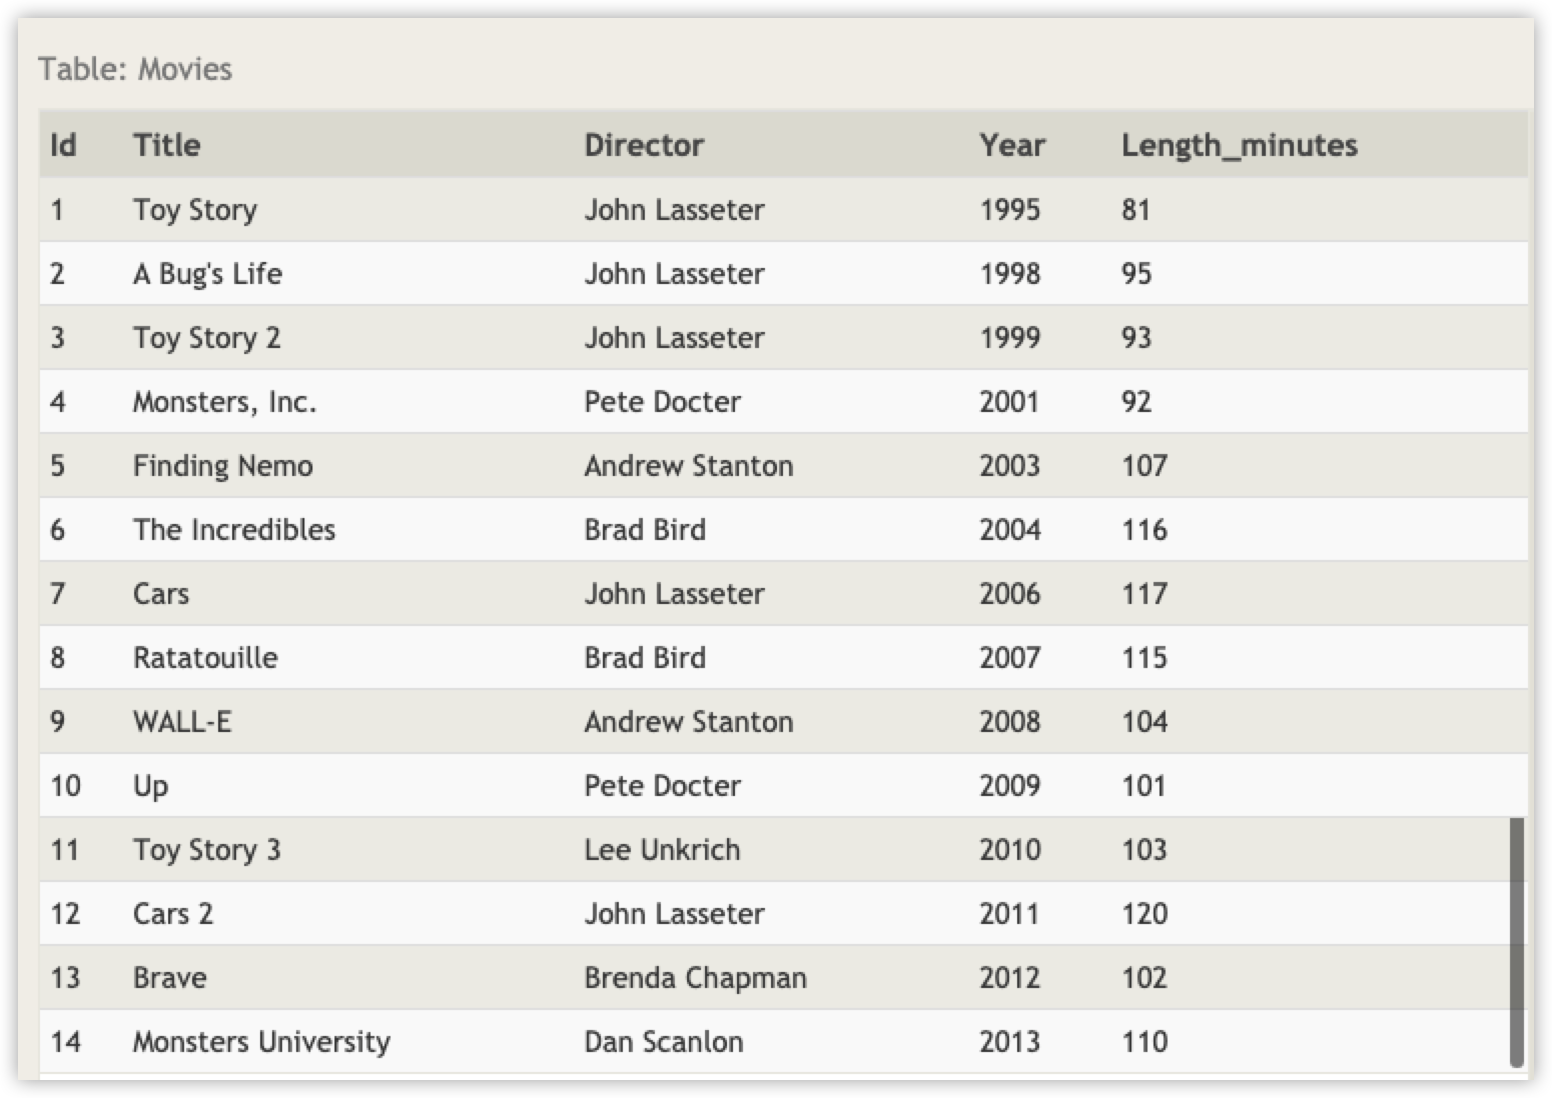 Table: Movies
Id Title Director Year Length_minutes
1 Toy Story John Lasseter 1995 81
2 A Bug's Life John Lasseter 1998 95
3 Toy Story 2 John Lasseter 1999 93
4 Monsters, Inc. Pete Docter 2001 92
5 Finding Nemo Andrew Stanton 2003 107
6 The Incredibles Brad Bird 2004 116
7 Cars John Lasseter 2006 117
8 Ratatouille Brad Bird 2007 115
9 WALL-E Andrew Stanton 2008 104
10 Up Pete Docter 2009 101
11 Toy Story 3 Lee Unkrich 2010 103
12 Cars 2 John Lasseter 2011 120
13 Brave Brenda Chapman 2012 102
14 Monsters University Dan Scanlon 2013 110